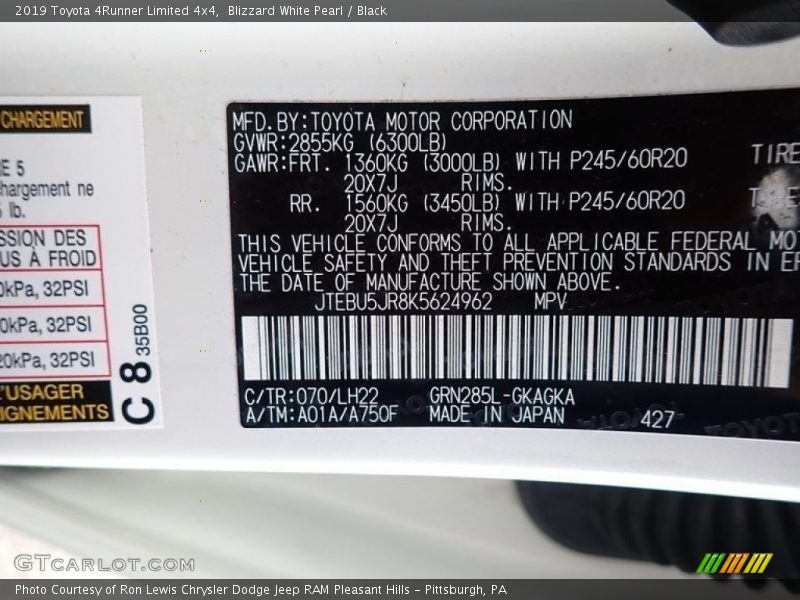 2019 Toyota 4Runner Limited 4x4, Blizzard White Pearl / Black
CHARGEMENT
5
chargement ne
lb.
SSION DES
US À FROID
kPa, 32PSI
0kPa, 32PSI
20kPa, 32PSI
L'USAGER
IGNEMENTS
C 8 35B00
MFD.BY:TOYOTA MOTOR CORPORATION
GVWR:2855KG (6300LB)
GAWR:FRT. 1360KG (3000LB) WITH P245/60R20 TIRE
20X7J RIMS.
RR. 1560KG (3450LB) WITH P245/60R20
20X7J RIMS.
THIS VEHICLE CONFORMS TO ALL APPLICABLE FEDERAL MOT
VEHICLE SAFETY AND THEFT PREVENTION STANDARDS IN EF
THE DATE OF MANUFACTURE SHOWN ABOVE.
JTEBU5JR8K5624962 MPV
C/TR:070/LH22 GRN285L-GKAGKA
A/TM:A01A/A750F MADE IN JAPAN 427
GTCARLOT.COM
Photo Courtesy of Ron Lewis Chrysler Dodge Jeep RAM Pleasant Hills - Pittsburgh, PA